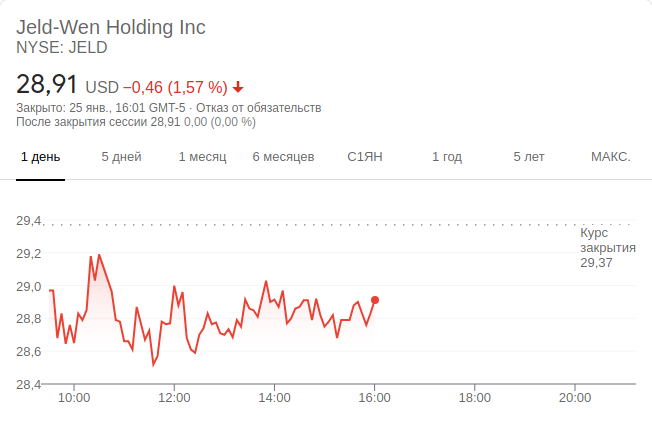 Jeld-Wen Holding Inc
NYSE: JELD
28,91 USD −0,46 (1,57 %)
Закрыто: 25 янв., 16:01 GMT-5 · Отказ от обязательств
После закрытия сессии 28,91 0,00 (0,00 %)
1 день 5 дней 1 месяц 6 месяцев С1ЯН 1 год 5 лет МАКС.
29,4
Курс
закрытия
29,37
29,2
29,0
28,8
28,6
28,4
10:00 12:00 14:00 16:00 18:00 20:00